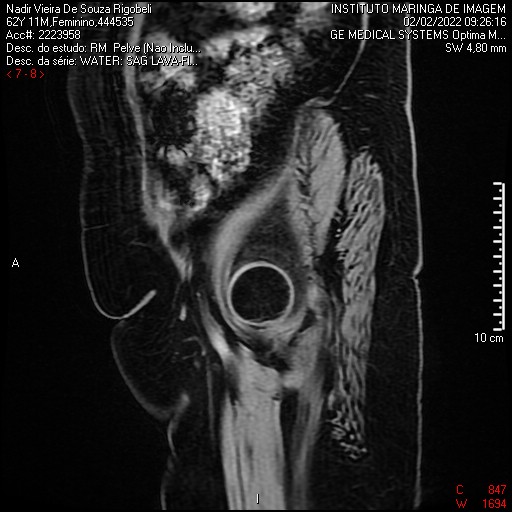 Nadir Vieira De Souza Rigobeli
62Y 11M,Feminino,444535
Acc#: 2223958
Desc. do estudo: RM Pelve (Nao Inclu...
Desc. da série: WATER: SAG LAVA-Fl...
< 7 - 8 >
INSTITUTO MARINGA DE IMAGEM
02/02/2022 09:26:16
GE MEDICAL SYSTEMS Optima M...
SW 4,80 mm
A
10 cm
I
C 847
W 1694